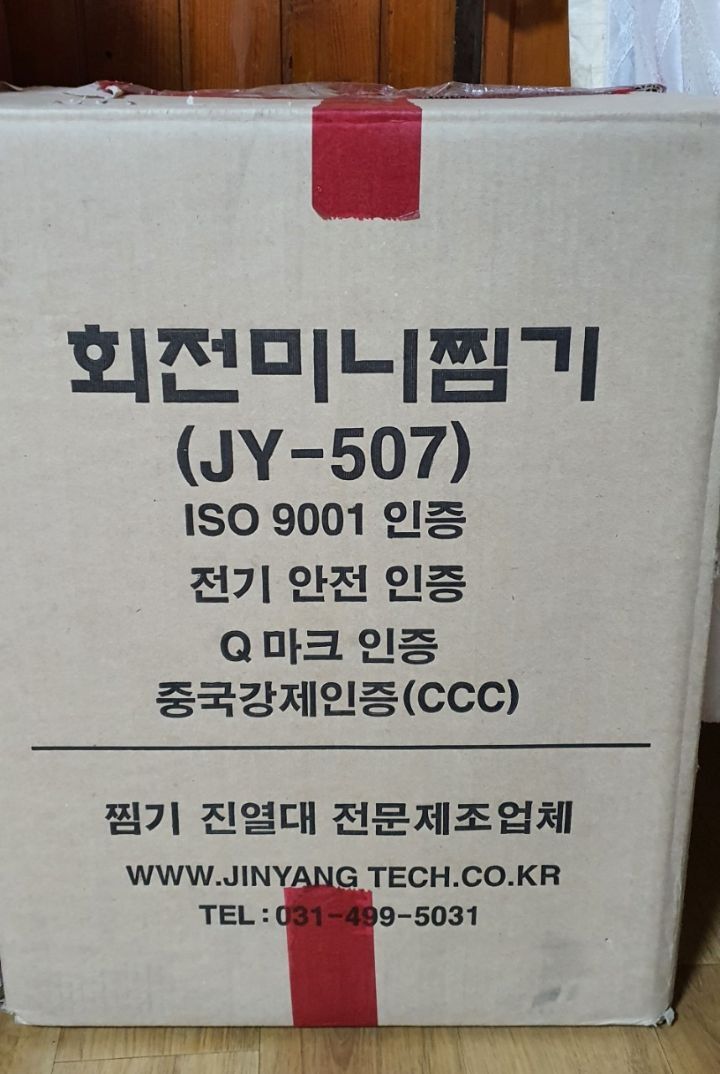 회전미니찜기
(JY-507)
ISO 9001 인증
전기 안전 인증
Q 마크 인증
중국강제인증(CCC)
찜기 진열대 전문제조업체
WWW.JINYANG TECH.CO.KR
TEL : 031-499-5031